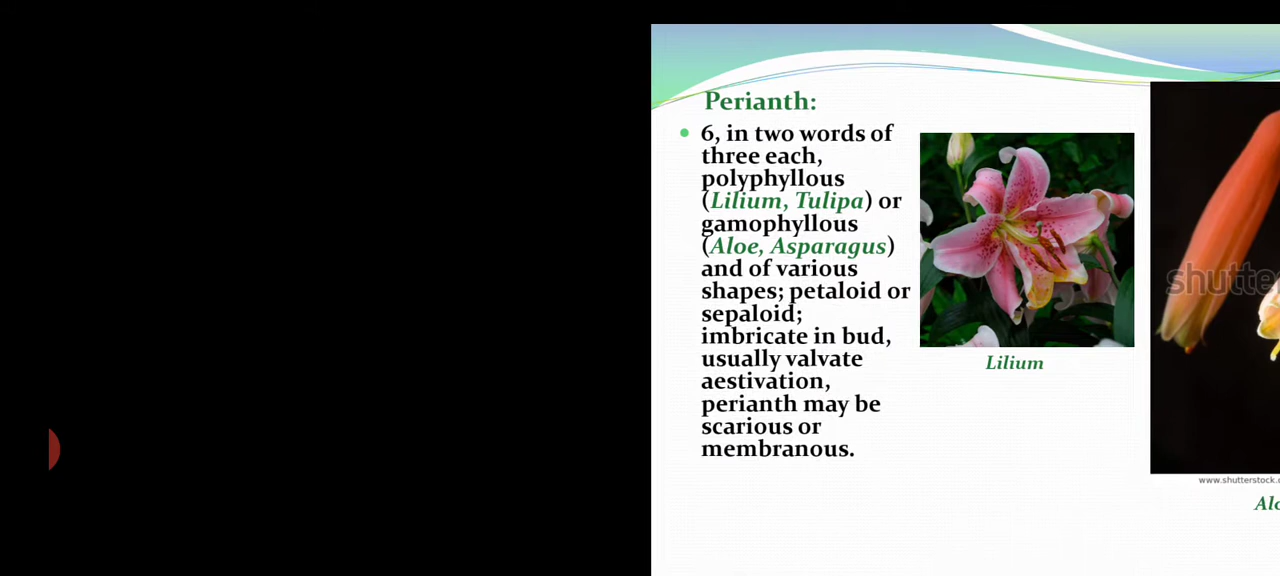 Perianth:
6, in two words of
three each,
polyphyllous
(Lilium, Tulipa) or
gamophyllous
(Aloe, Asparagus)
and of various
shapes; petaloid or
sepaloid;
imbricate in bud,
usually valvate
aestivation,
perianth may be
scarious or
membranous.
Lilium
shutte
www.shutterstock.